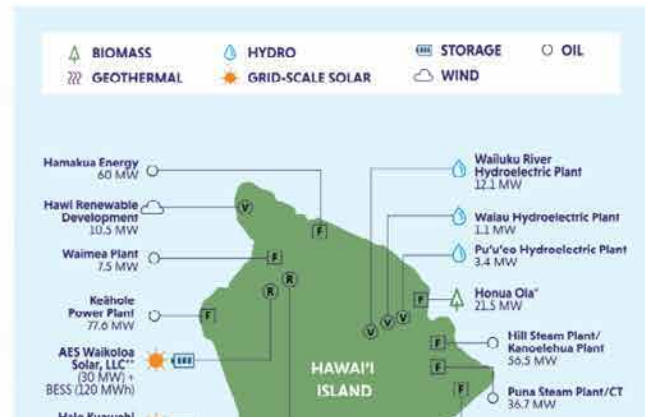 BIOMASS
HYDRO
STORAGE
OIL
GEOTHERMAL
GRID-SCALE SOLAR
WIND
Hamakua Energy
60 MW
Hawi Renewable
Development
10.5 MW
Waimea Plant
7.5 MW
Keāhole
Power Plant
77.6 MW
AES Waikoloa
Solar, LLC**
(30 MW) +
BESS (120 MWh)
V
F
F
R
R
F
V
V
V
F
F
F
F
HAWAI'I
ISLAND
Wailuku River
Hydroelectric Plant
12.1 MW
Waiau Hydroelectric Plant
1.1 MW
Pu'u'eo Hydroelectric Plant
3.4 MW
Honua Ola*
21.5 MW
Hill Steam Plant/
Kanoelehua Plant
56.5 MW
Puna Steam Plant/CT
36.7 MW